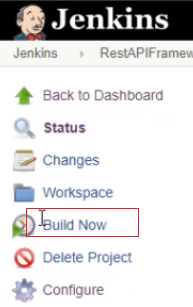 Jenkins
Jenkins RestAPIFramew
Back to Dashboard
Status
Changes
Workspace
Build Now
Delete Project
Configure